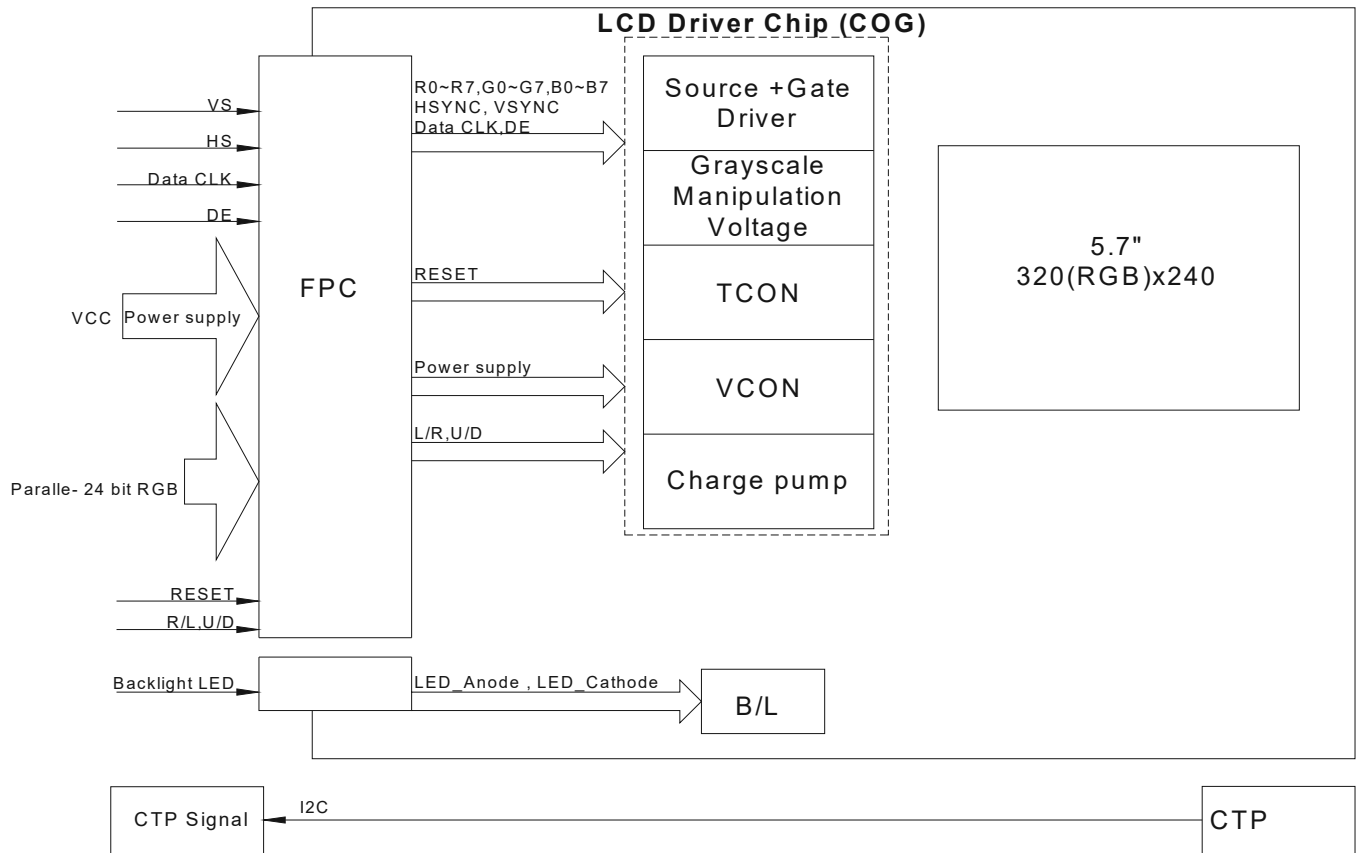 LCD Driver Chip (COG)
VS
HS
Data CLK
DE
VCC
Power supply
Paralle- 24 bit RGB
RESET
R/L,U/D
Backlight LED
FPC
R0~R7,G0~G7,B0~B7
HSYNC, VSYNC
Data CLK,DE
RESET
Power supply
L/R,U/D
LED_Anode , LED_Cathode
Source +Gate
Driver
Grayscale
Manipulation
Voltage
TCON
VCON
Charge pump
B/L
5.7"
320(RGB)x240
CTP Signal
I2C
CTP